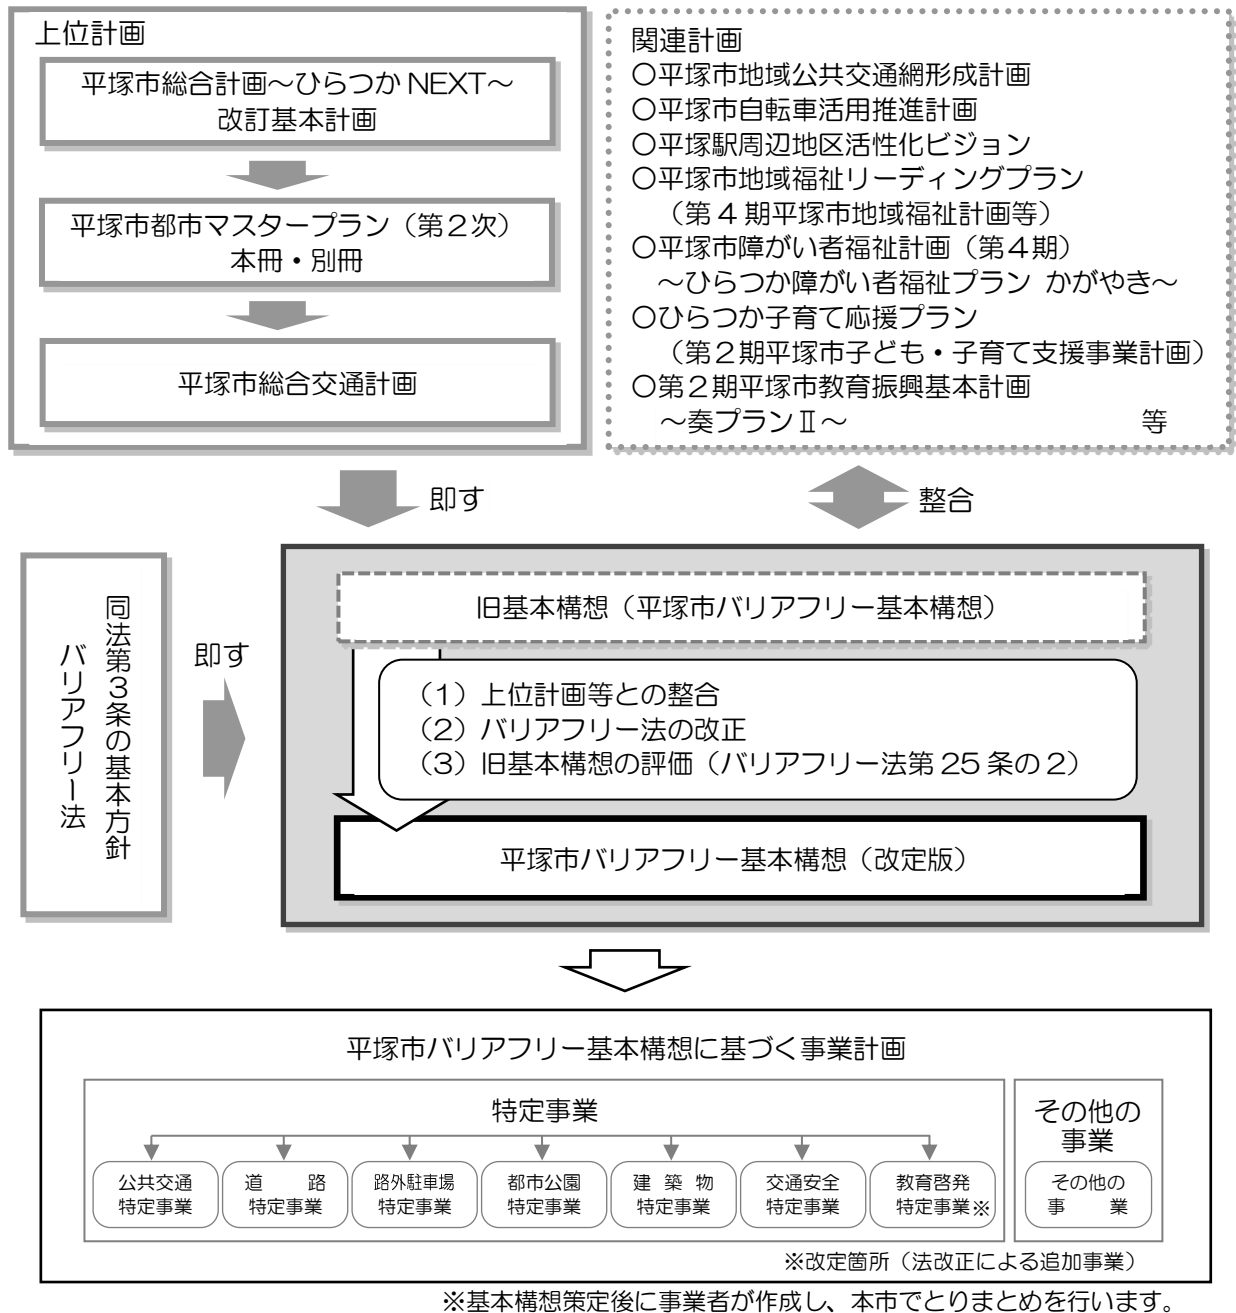 上位計画
平塚市総合計画～ひらつか NEXT～
改訂基本計画
平塚市都市マスタープラン（第２次）
本冊・別冊
平塚市総合交通計画
関連計画
○平塚市地域公共交通網形成計画
○平塚市自転車活用推進計画
○平塚駅周辺地区活性化ビジョン
○平塚市地域福祉リーディングプラン
（第 4 期平塚市地域福祉計画等）
○平塚市障がい者福祉計画（第４期）
～ひらつか障がい者福祉プラン かがやき～
○ひらつか子育て応援プラン
（第２期平塚市子ども・子育て支援事業計画）
○第２期平塚市教育振興基本計画
～奏プランⅡ～ 等
即す
整合
バリアフリー法
同法第３条の基本方針
即す
旧基本構想（平塚市バリアフリー基本構想）
（1）上位計画等との整合
（2）バリアフリー法の改正
（3）旧基本構想の評価（バリアフリー法第 25 条の 2）
平塚市バリアフリー基本構想（改定版）
平塚市バリアフリー基本構想に基づく事業計画
特定事業
公共交通
特定事業
道 路
特定事業
路外駐車場
特定事業
都市公園
特定事業
建 築 物
特定事業
交通安全
特定事業
教育啓発
特定事業※
その他の
事業
その他の
事 業
※改定箇所（法改正による追加事業）
※基本構想策定後に事業者が作成し、本市でとりまとめを行います。